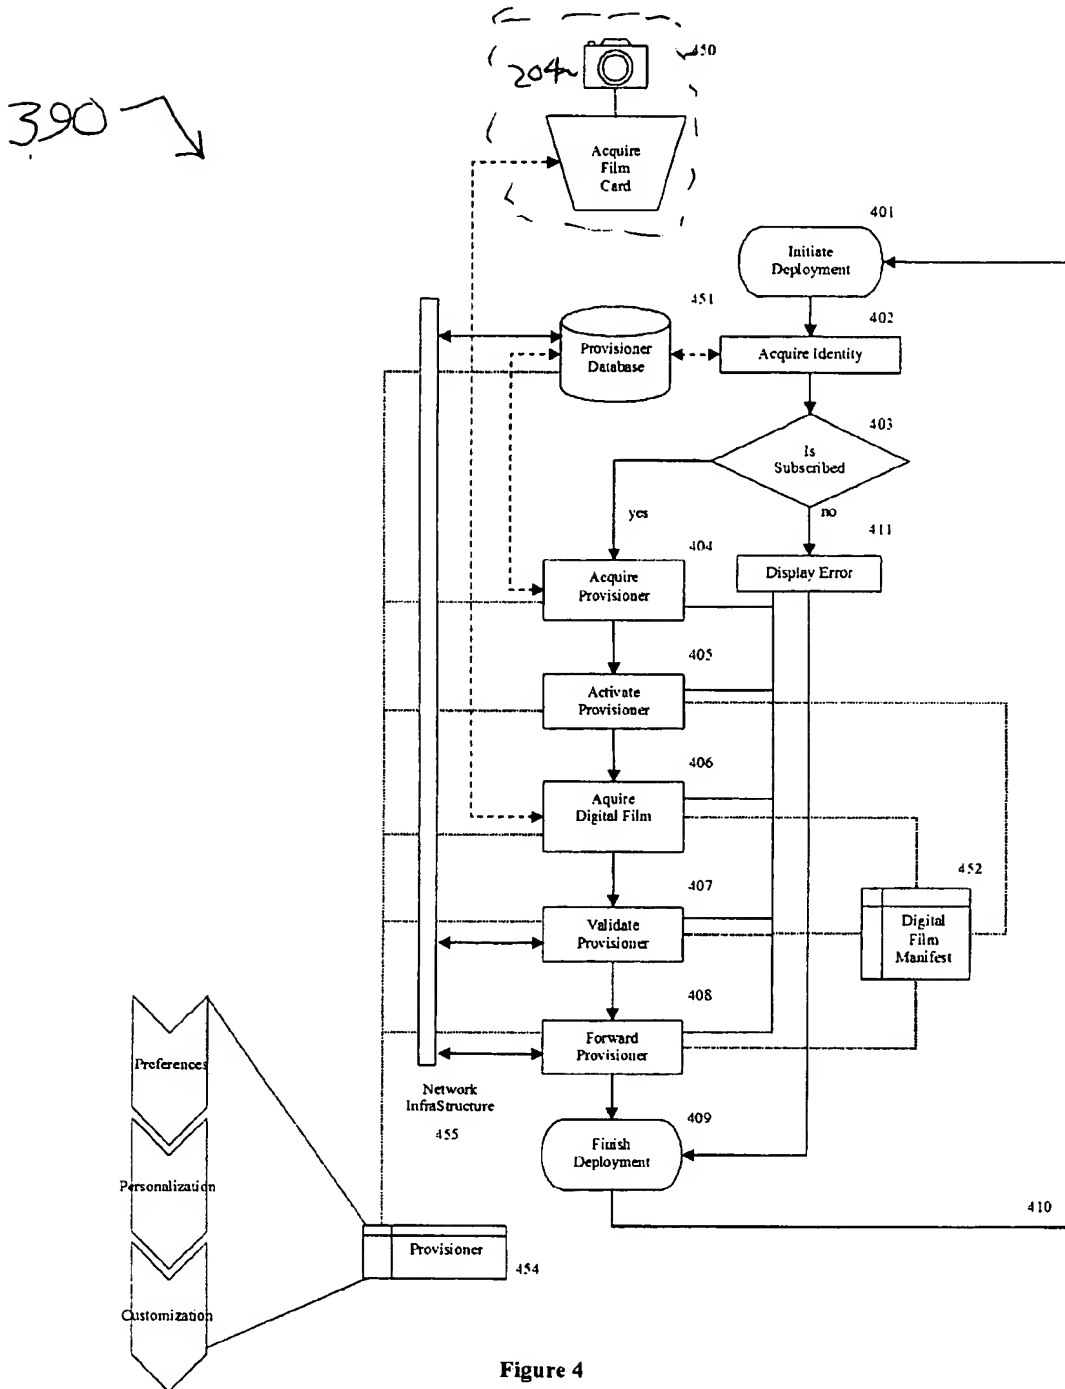 450
204
390
Acquire
Film
Card
401
Initiate
Deployment
451
402
Provisioner
Database
Acquire Identity
403
Is
Subscribed
yes
no
411
404
Acquire
Provisioner
Display Error
405
Activate
Provisioner
406
Aquire
Digital Film
407
452
Validate
Provisioner
Digital
Film
Manifest
408
Forward
Provisioner
Preferences
Network
InfraStructure
455
409
Finish
Deployment
Personalization
410
Provisioner
454
Customization
Figure 4